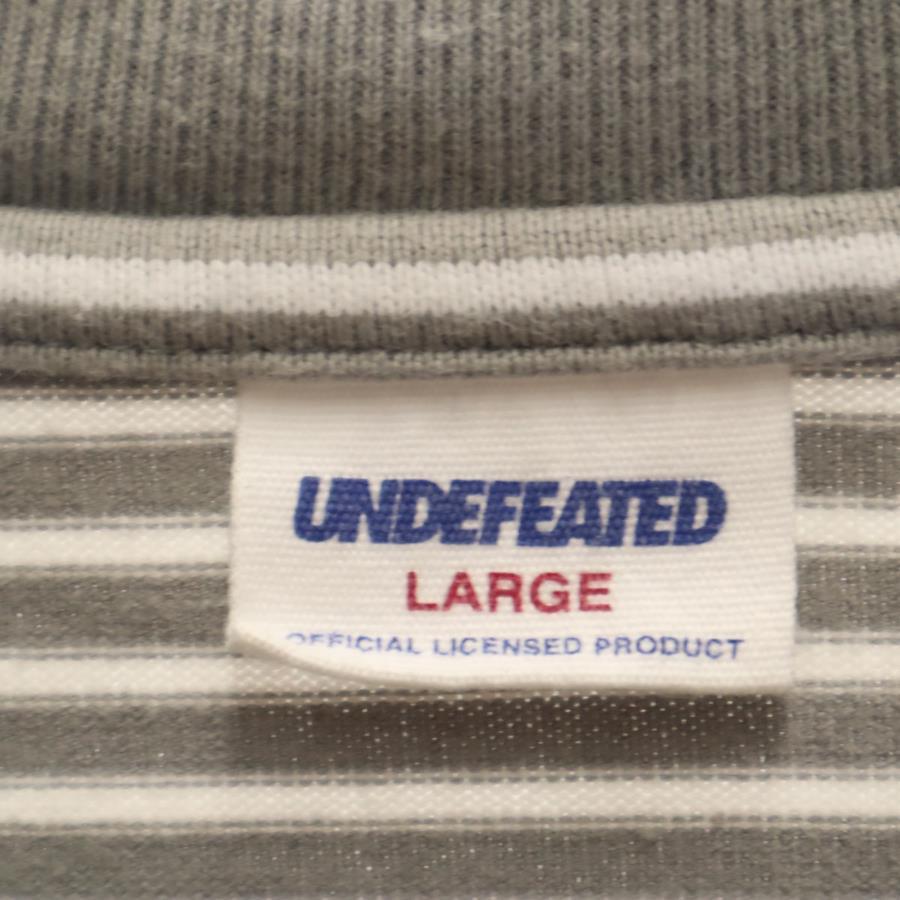 UNDEFEATED
LARGE
OFFICIAL LICENSED PRODUCT